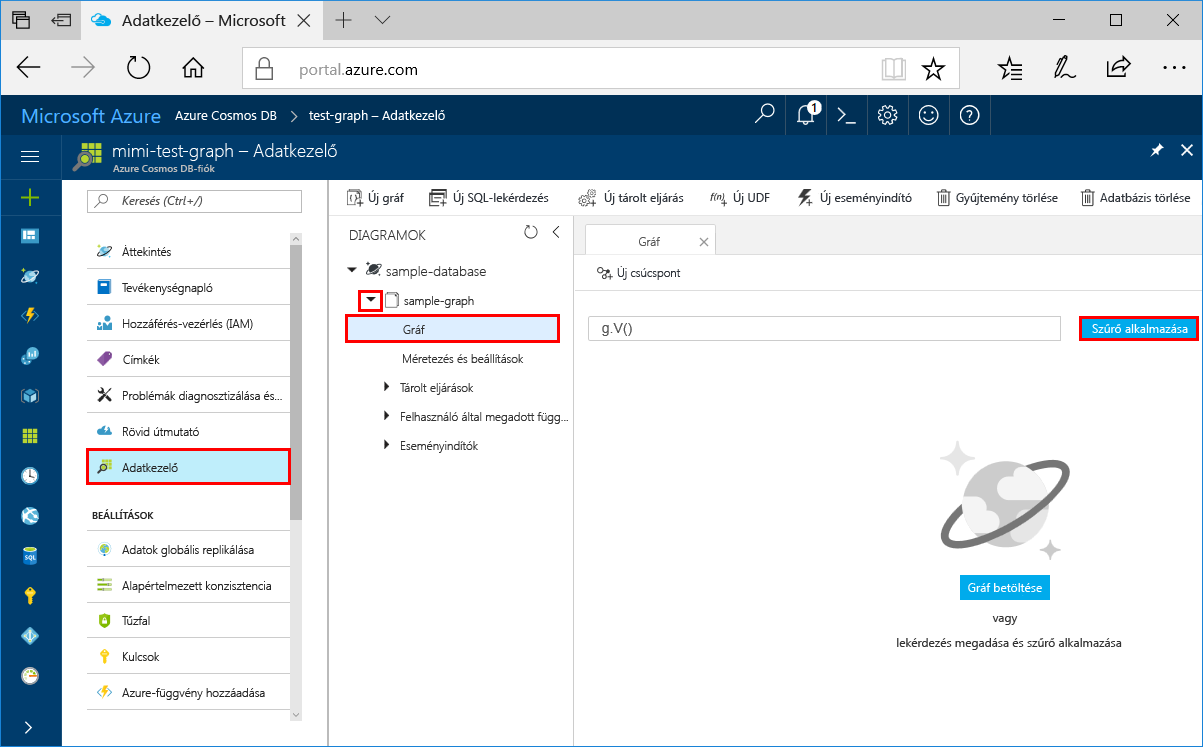 Adatkezelő – Microsoft
portal.azure.com
Microsoft Azure Azure Cosmos DB > test-graph – Adatkezelő
1
mimi-test-graph – Adatkezelő
Azure Cosmos DB-fiók
Keresés (Ctrl+/)
Áttekintés
Tevékenységnapló
Hozzáférés-vezérlés (IAM)
Címkék
Problémák diagnosztizálása és...
Rövid útmutató
Adatkezelő
BEÁLLÍTÁSOK
Adatok globális replikálása
Alapértelmezett konzisztencia
Tűzfal
Kulcsok
Azure-függvény hozzáadása
SQL
Új gráf
Új SQL-lekérdezés
Új tárolt eljárás
f(n) Új UDF
Új eseményindító
Gyűjtemény törlése
Adatbázis törlése
DIAGRAMOK
sample-database
sample-graph
Gráf
Méretezés és beállítások
Tárolt eljárások
Felhasználó által megadott függ...
Eseményindítók
Gráf
Új csúcspont
g.V()
Szűrő alkalmazása
Gráf betöltése
vagy
lekérdezés megadása és szűrő alkalmazása